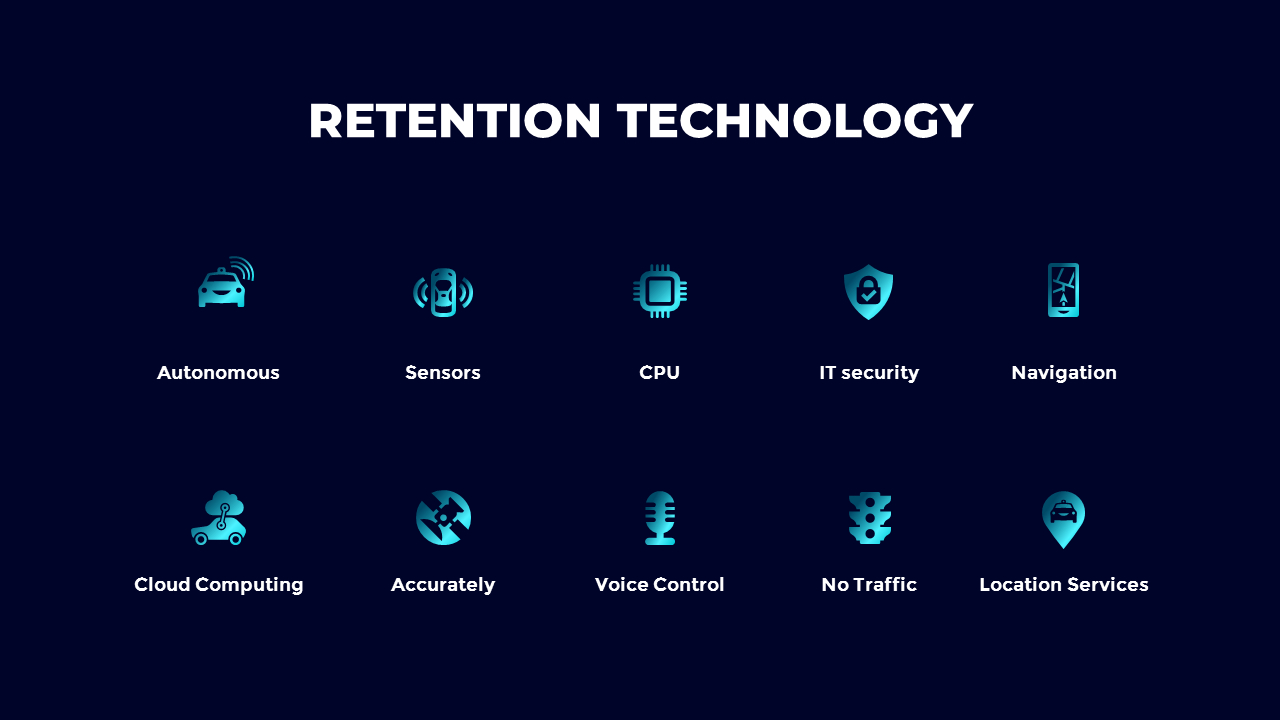 RETENTION TECHNOLOGY
Autonomous
Sensors
CPU
IT security
Navigation
Cloud Computing
Accurately
Voice Control
No Traffic
Location Services